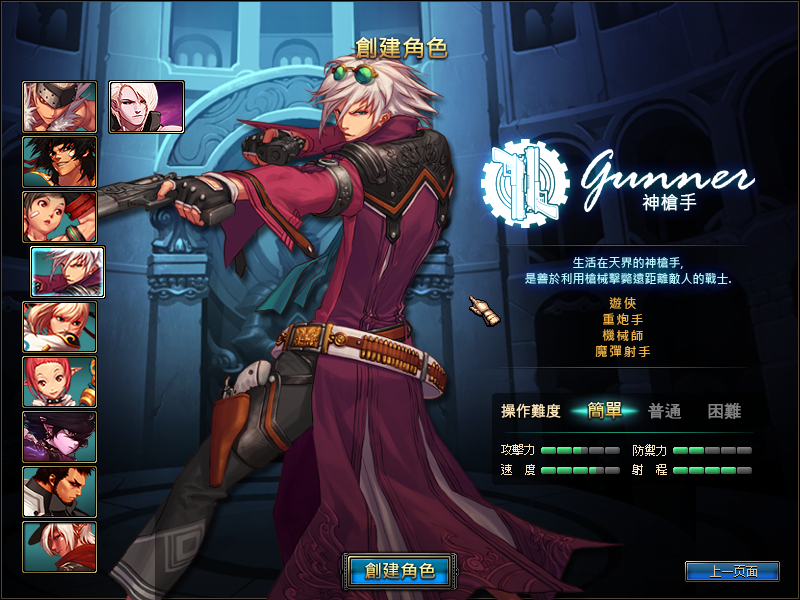 創建角色
Gunner
神槍手
生活在天界的神槍手,
是善於利用槍械擊斃遠距離敵人的戰士.
遊俠
重炮手
機械師
魔彈射手
操作難度 簡單 普通 困難
攻擊力 防禦力
速 度 射 程
創建角色
上一页面